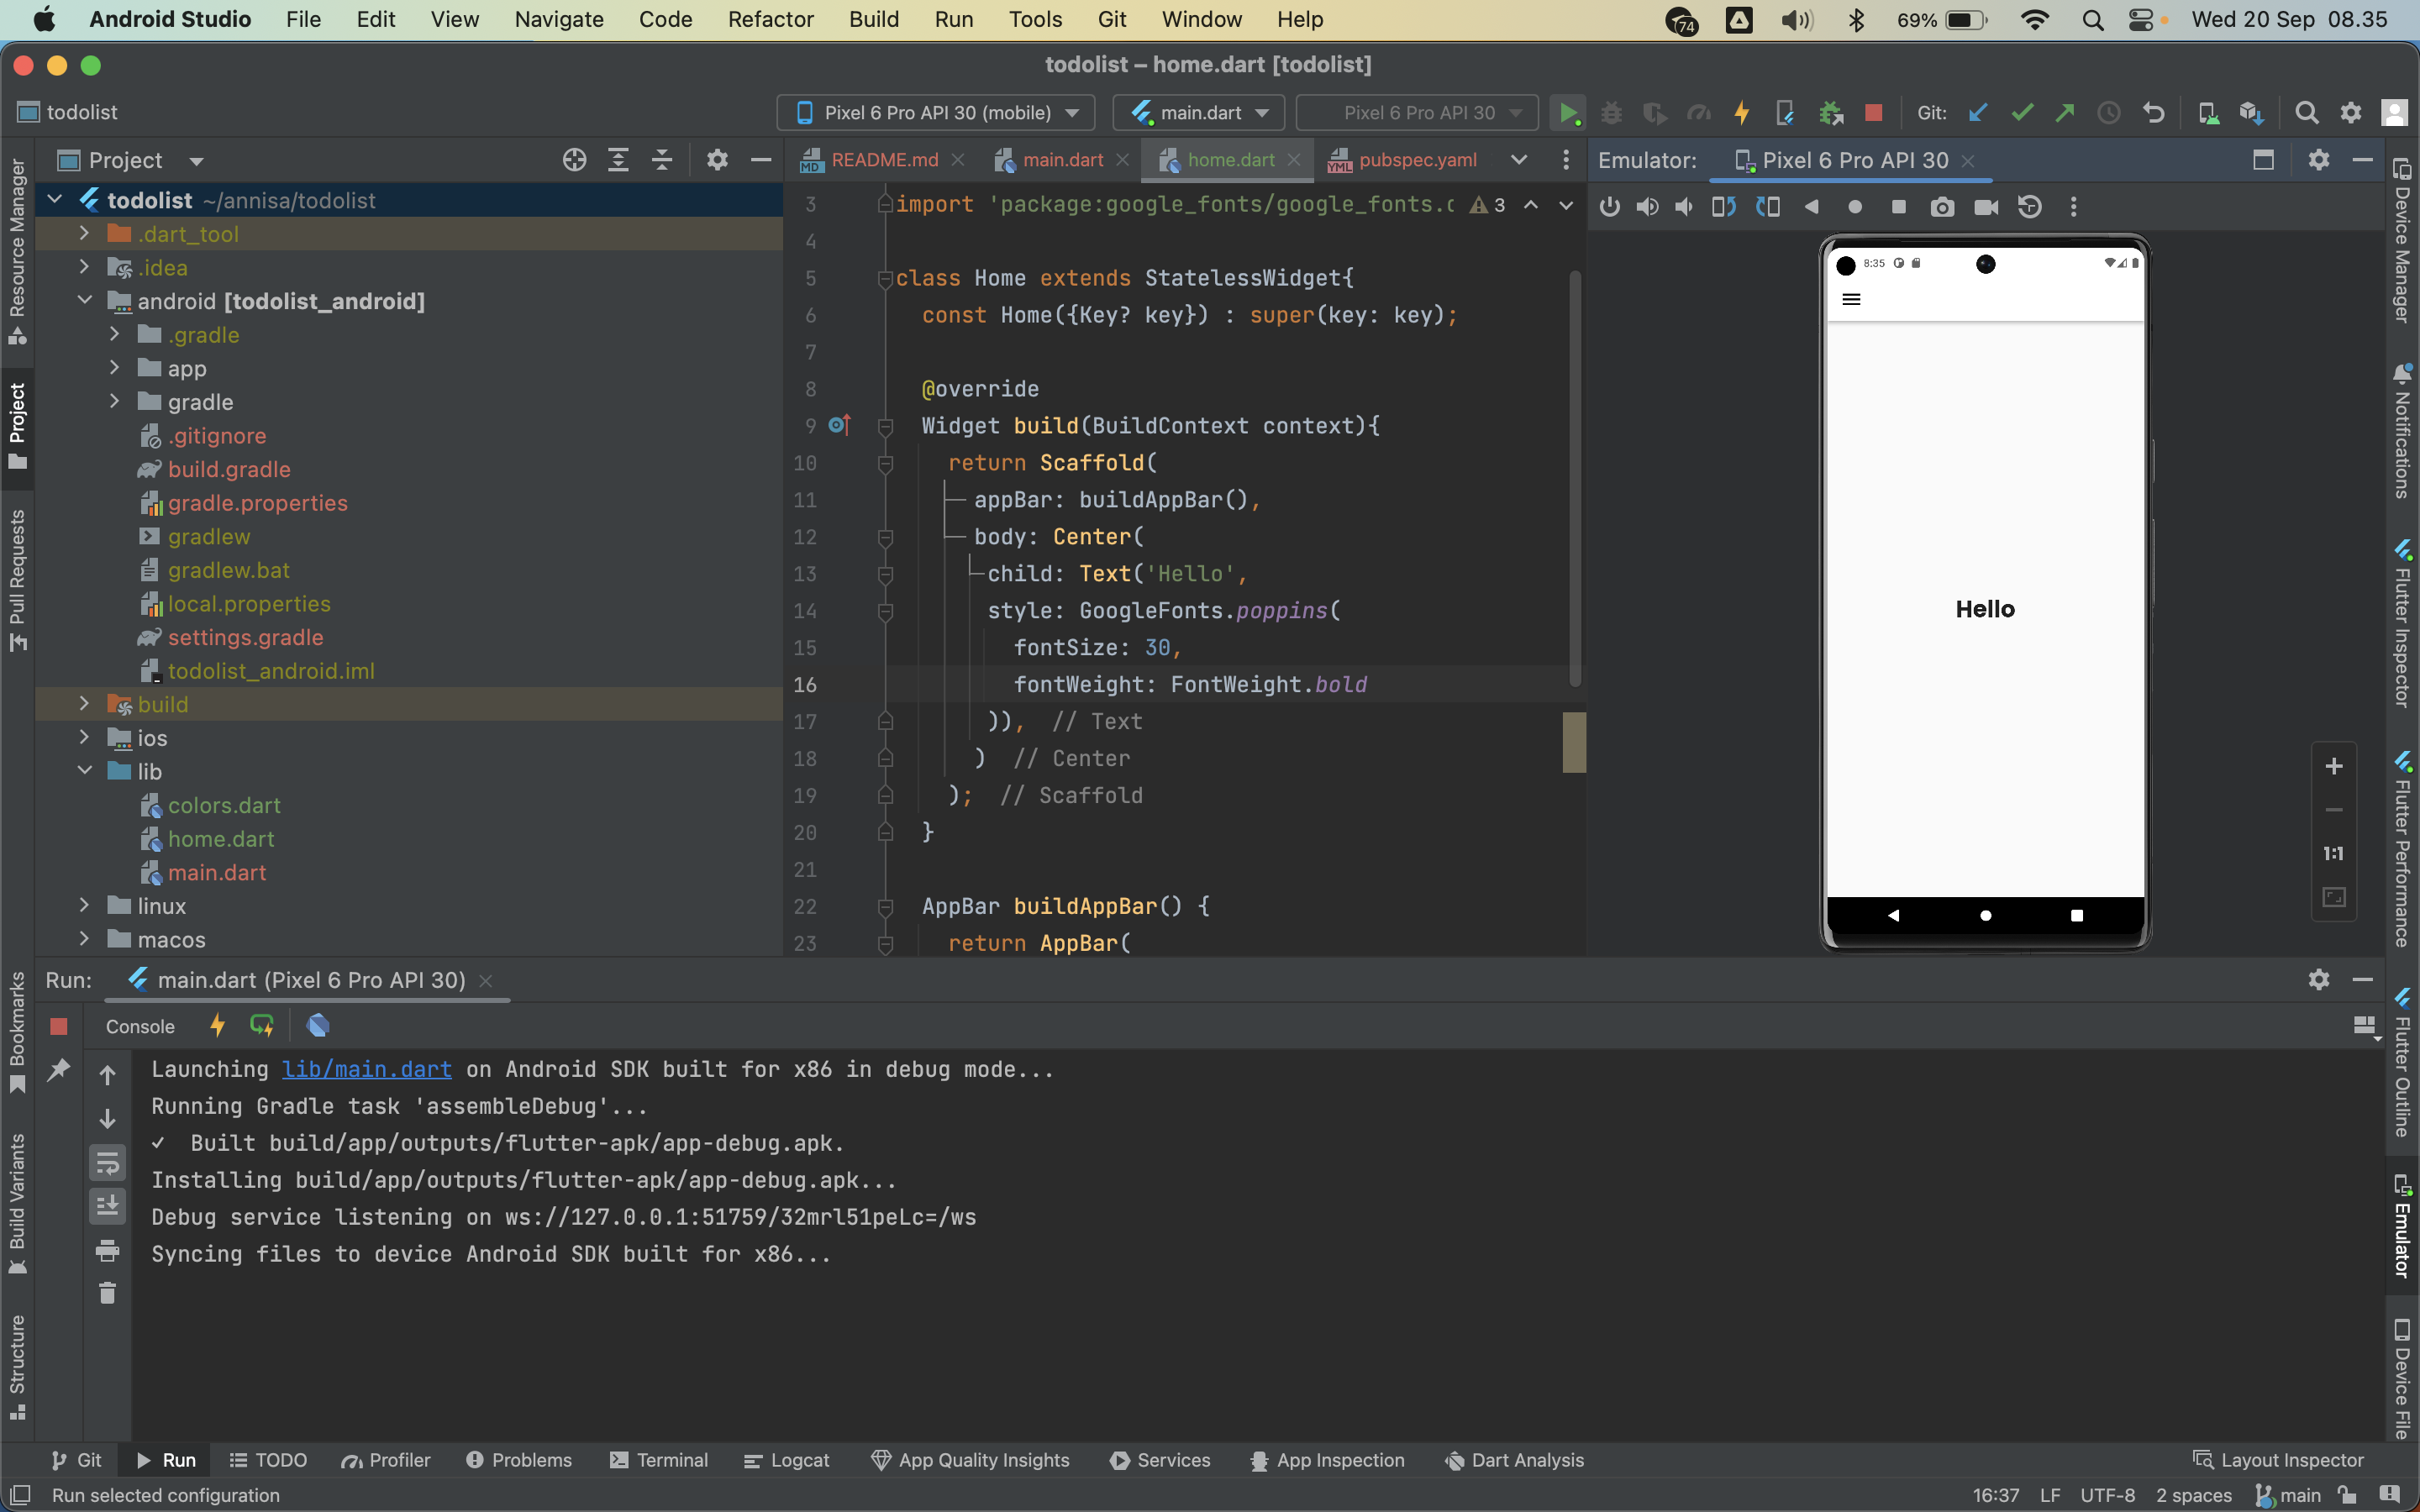 Android Studio File Edit View Navigate Code Refactor Build Run Tools Git Window Help 74 69% Wed 20 Sep 08.35
todolist – home.dart [todolist]
todolist Pixel 6 Pro API 30 (mobile) main.dart Pixel 6 Pro API 30 Git:
Project README.md main.dart home.dart pubspec.yaml Emulator: Pixel 6 Pro API 30
todolist ~/annisa/todolist
.dart_tool
.idea
android [todolist_android]
.gradle
app
gradle
.gitignore
build.gradle
gradle.properties
gradlew
gradlew.bat
local.properties
settings.gradle
todolist_android.iml
build
ios
lib
colors.dart
home.dart
main.dart
linux
macos
3 import 'package:google_fonts/google_fonts.c 3
4
5 class Home extends StatelessWidget{
6 const Home({Key? key}) : super(key: key);
7
8 @override
9 Widget build(BuildContext context){
10 return Scaffold(
11 appBar: buildAppBar(),
12 body: Center(
13 child: Text('Hello',
14 style: GoogleFonts.poppins(
15 fontSize: 30,
16 fontWeight: FontWeight.bold
17 )), // Text
18 ) // Center
19 ); // Scaffold
20 }
21
22 AppBar buildAppBar() {
23 return AppBar(
8:35
Hello
1:1
Resource Manager
Project
Pull Requests
Bookmarks
Build Variants
Structure
Device Manager
Notifications
Flutter Inspector
Flutter Performance
Flutter Outline
Emulator
Device File
Run: main.dart (Pixel 6 Pro API 30)
Console
Launching lib/main.dart on Android SDK built for x86 in debug mode...
Running Gradle task 'assembleDebug'...
✓ Built build/app/outputs/flutter-apk/app-debug.apk.
Installing build/app/outputs/flutter-apk/app-debug.apk...
Debug service listening on ws://127.0.0.1:51759/32mrl51peLc=/ws
Syncing files to device Android SDK built for x86...
Git Run TODO Profiler Problems Terminal Logcat App Quality Insights Services App Inspection Dart Analysis Layout Inspector
Run selected configuration 16:37 LF UTF-8 2 spaces main